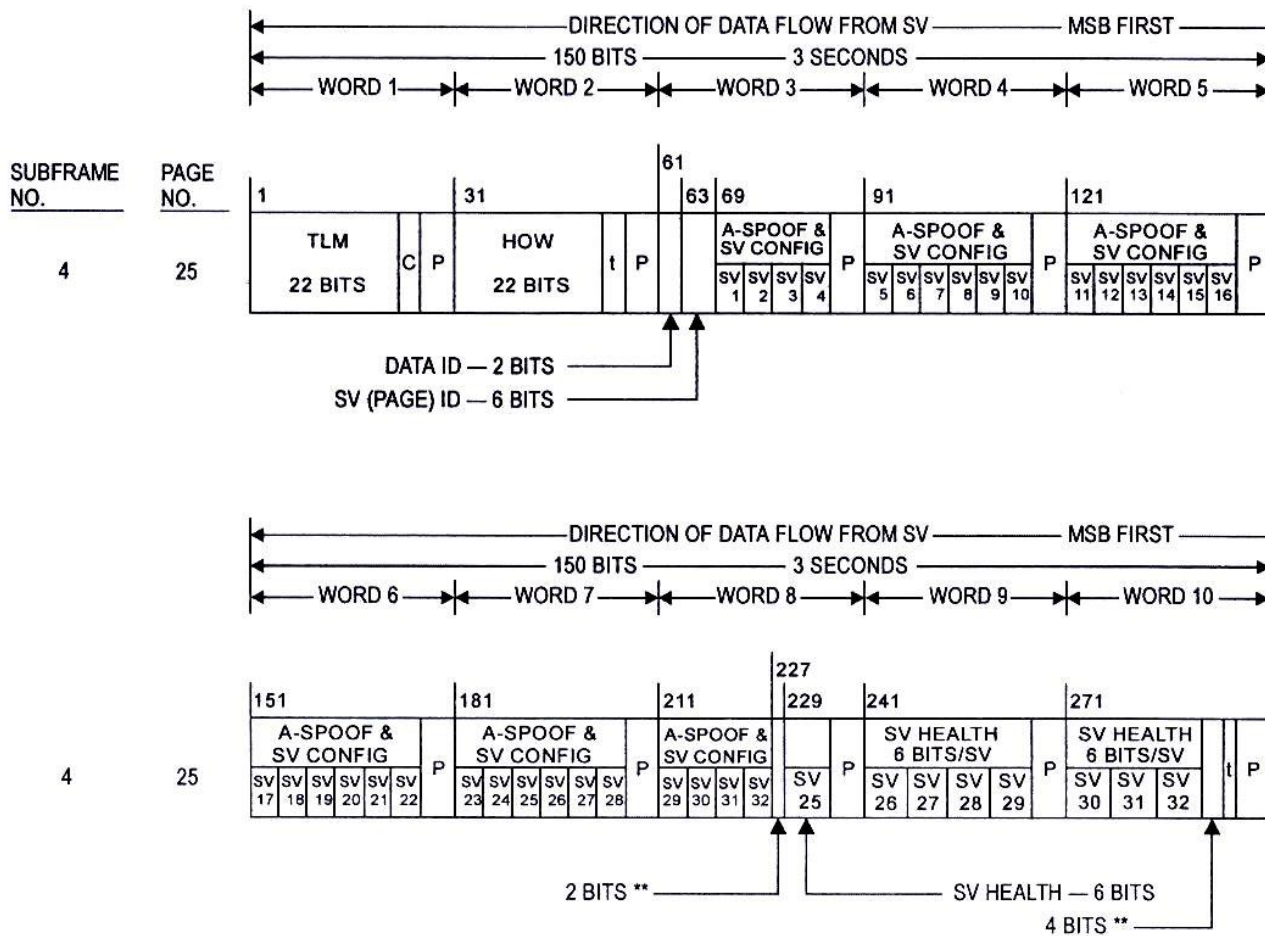 DIRECTION OF DATA FLOW FROM SV MSB FIRST
150 BITS 3 SECONDS
WORD 1 WORD 2 WORD 3 WORD 4 WORD 5
SUBFRAME NO. PAGE NO.
1 31 61 63 69 91 121
4 25
TLM 22 BITS C P
HOW 22 BITS t P
A-SPOOF & SV CONFIG P
SV 1 SV 2 SV 3 SV 4
A-SPOOF & SV CONFIG P
SV 5 SV 6 SV 7 SV 8 SV 9 SV 10
A-SPOOF & SV CONFIG P
SV 11 SV 12 SV 13 SV 14 SV 15 SV 16
DATA ID — 2 BITS
SV (PAGE) ID — 6 BITS
DIRECTION OF DATA FLOW FROM SV MSB FIRST
150 BITS 3 SECONDS
WORD 6 WORD 7 WORD 8 WORD 9 WORD 10
151 181 211 227 229 241 271
4 25
A-SPOOF & SV CONFIG P
SV 17 SV 18 SV 19 SV 20 SV 21 SV 22
A-SPOOF & SV CONFIG P
SV 23 SV 24 SV 25 SV 26 SV 27 SV 28
A-SPOOF & SV CONFIG
SV 29 SV 30 SV 31 SV 32
SV 25 P
SV HEALTH 6 BITS/SV P
SV 26 SV 27 SV 28 SV 29
SV HEALTH 6 BITS/SV t P
SV 30 SV 31 SV 32
2 BITS ** SV HEALTH — 6 BITS
4 BITS **